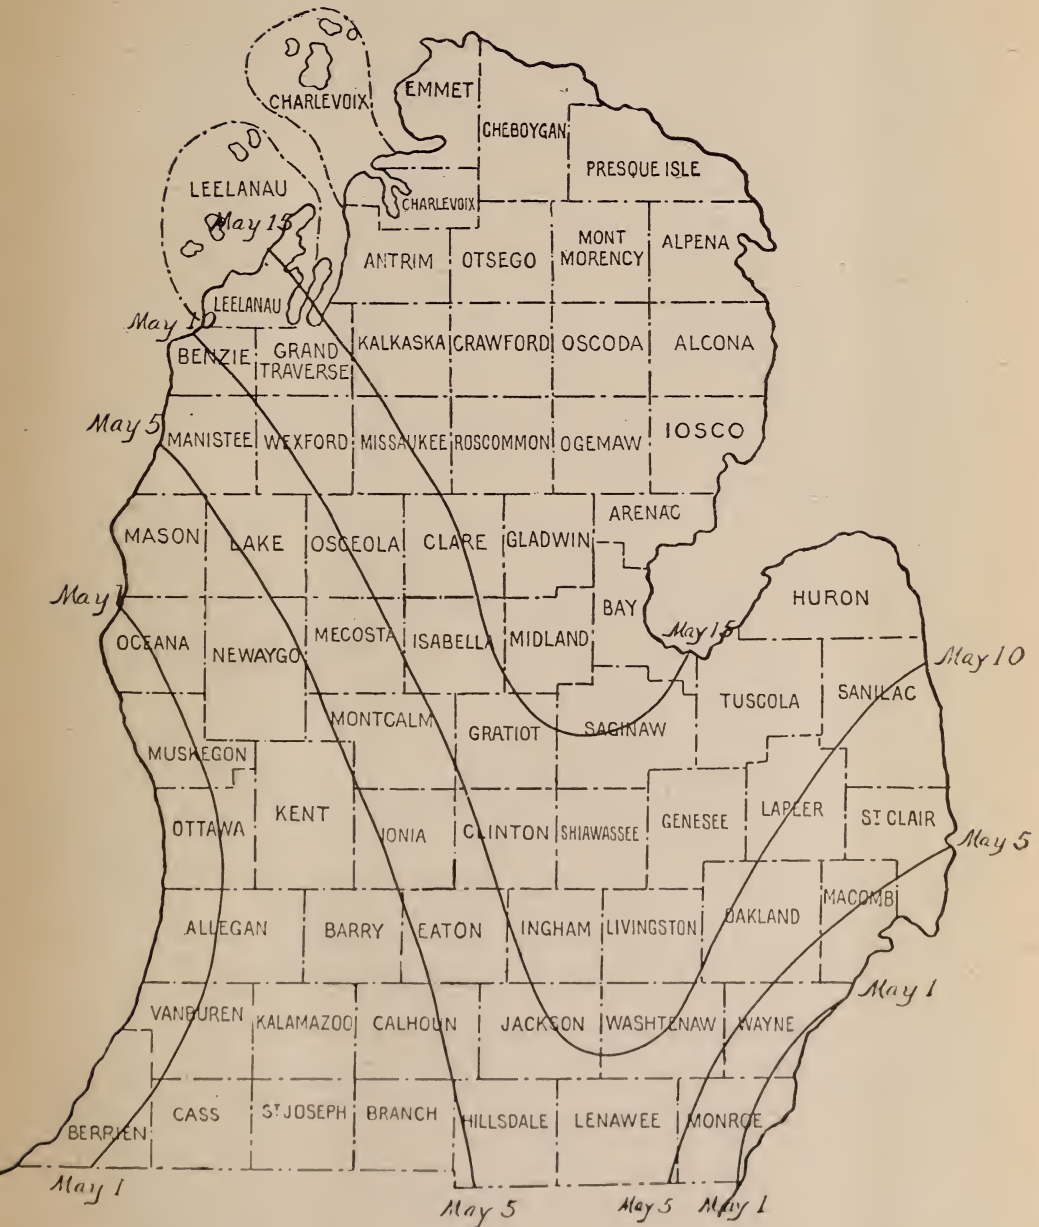 EMMET
CHARLEVOIX
CHEBOYGAN
PRESQUE ISLE
LEELANAU
CHARLEVOIX
May 15
ANTRIM
OTSEGO
MONT
MORENCY
ALPENA
LEELANAU
May 10
BENZIE
GRAND
TRAVERSE
KALKASKA
CRAWFORD
OSCODA
ALCONA
May 5
MANISTEE
WEXFORD
MISSAUKEE
ROSCOMMON
OGEMAW
IOSCO
ARENAC
MASON
LAKE
OSCEOLA
CLARE
GLADWIN
May 1
BAY
HURON
OCEANA
NEWAYGO
MECOSTA
ISABELLA
MIDLAND
May 15
May 10
MONTCALM
GRATIOT
SAGINAW
TUSCOLA
SANILAC
MUSKEGON
OTTAWA
KENT
IONIA
CLINTON
SHIAWASSEE
GENESEE
LAPEER
ST CLAIR
May 5
ALLEGAN
BARRY
EATON
INGHAM
LIVINGSTON
OAKLAND
MACOMB
May 1
VANBUREN
KALAMAZOO
CALHOUN
JACKSON
WASHTENAW
WAYNE
BERRIEN
CASS
ST JOSEPH
BRANCH
HILLSDALE
LENAWEE
MONROE
May 1
May 5
May 5
May 1